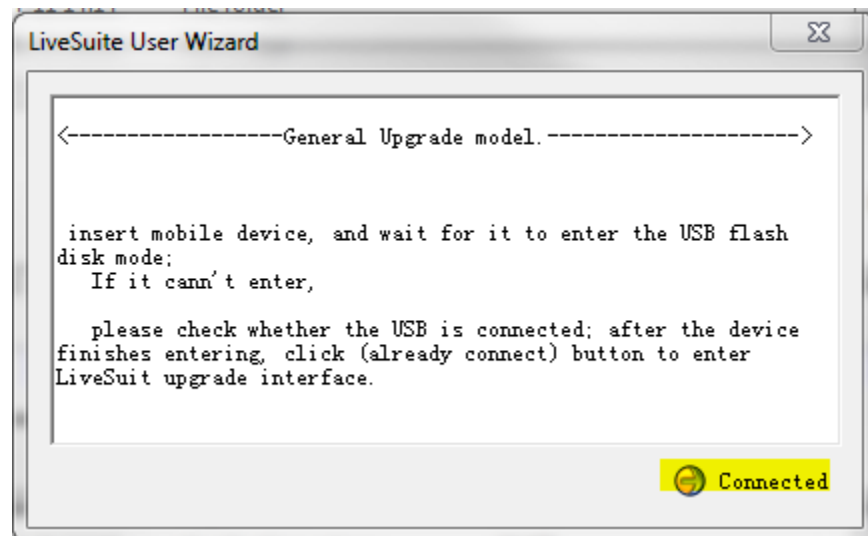 LiveSuite User Wizard
<------------------General Upgrade model.--------------------->
insert mobile device, and wait for it to enter the USB flash
disk mode;
If it cann't enter,
please check whether the USB is connected; after the device
finishes entering, click (already connect) button to enter
LiveSuit upgrade interface.
Connected